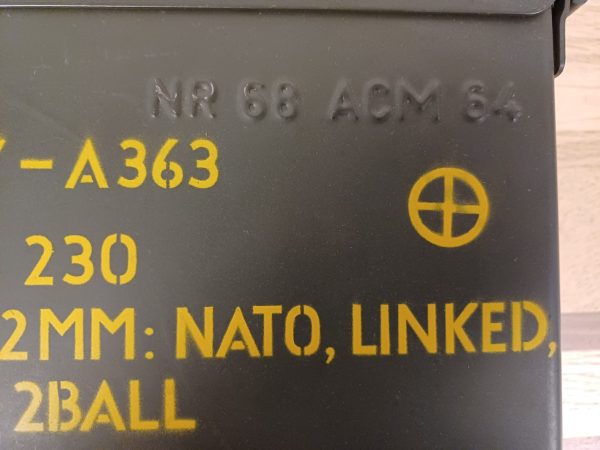 NR 68 ACM 64
-A363
230
2MM: NATO, LINKED,
2BALL